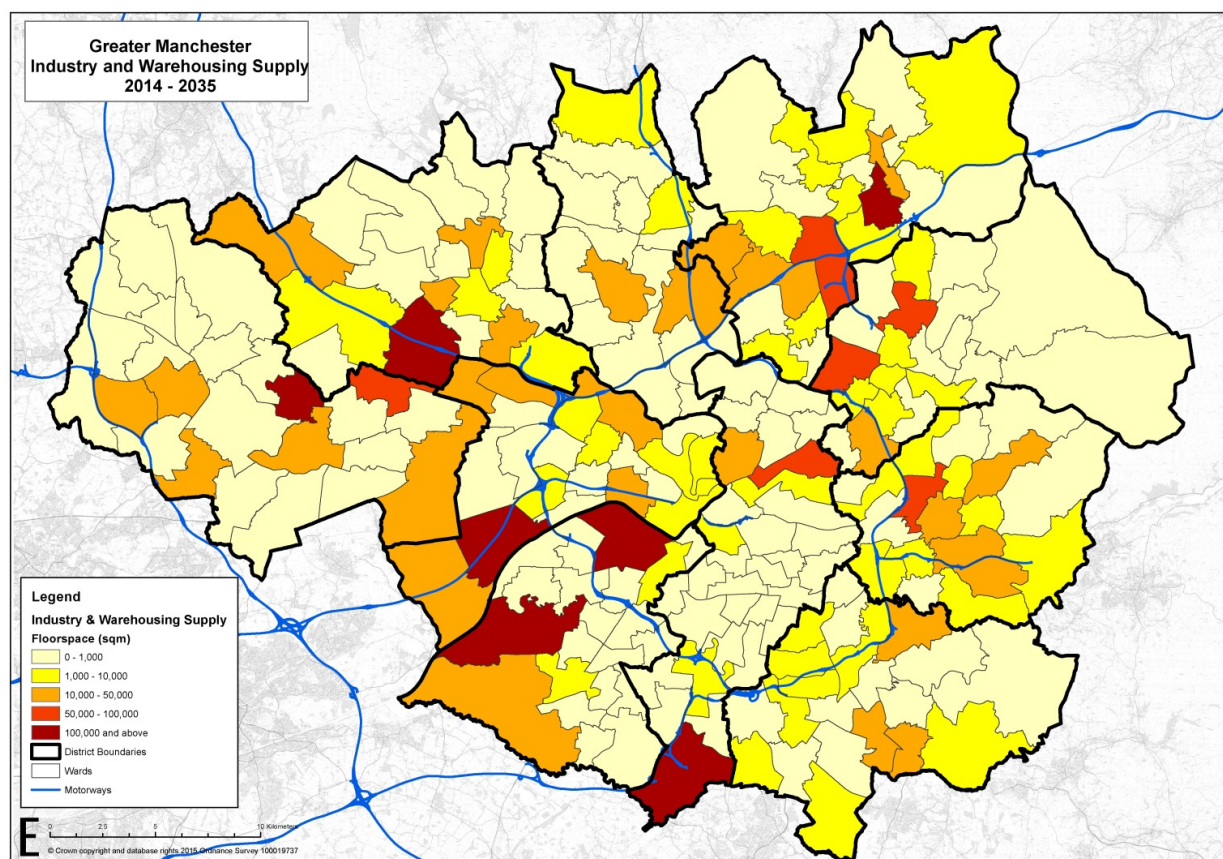 Greater Manchester
Industry and Warehousing Supply
2014 - 2035
Legend
Industry & Warehousing Supply
Floorspace (sqm)
0 - 1,000
1,000 - 10,000
10,000 - 50,000
50,000 - 100,000
100,000 and above
District Boundaries
Wards
Motorways
E
0 2.5 5 10 Kilometers
© Crown copyright and database rights 2015 Ordnance Survey 100019737